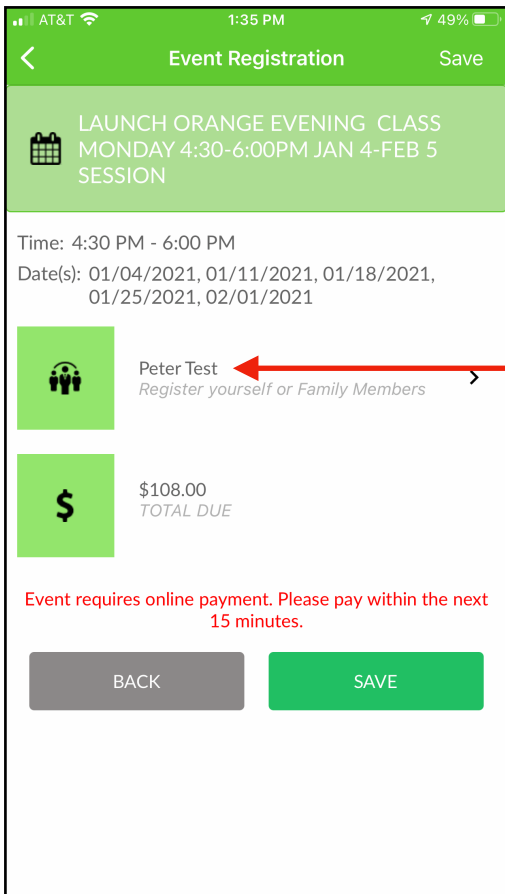 AT&T 1:35 PM 49%
Event Registration Save
LAUNCH ORANGE EVENING CLASS
MONDAY 4:30-6:00PM JAN 4-FEB 5
SESSION
Time: 4:30 PM - 6:00 PM
Date(s): 01/04/2021, 01/11/2021, 01/18/2021,
01/25/2021, 02/01/2021
Peter Test
Register yourself or Family Members
$
$108.00
TOTAL DUE
Event requires online payment. Please pay within the next
15 minutes.
BACK SAVE